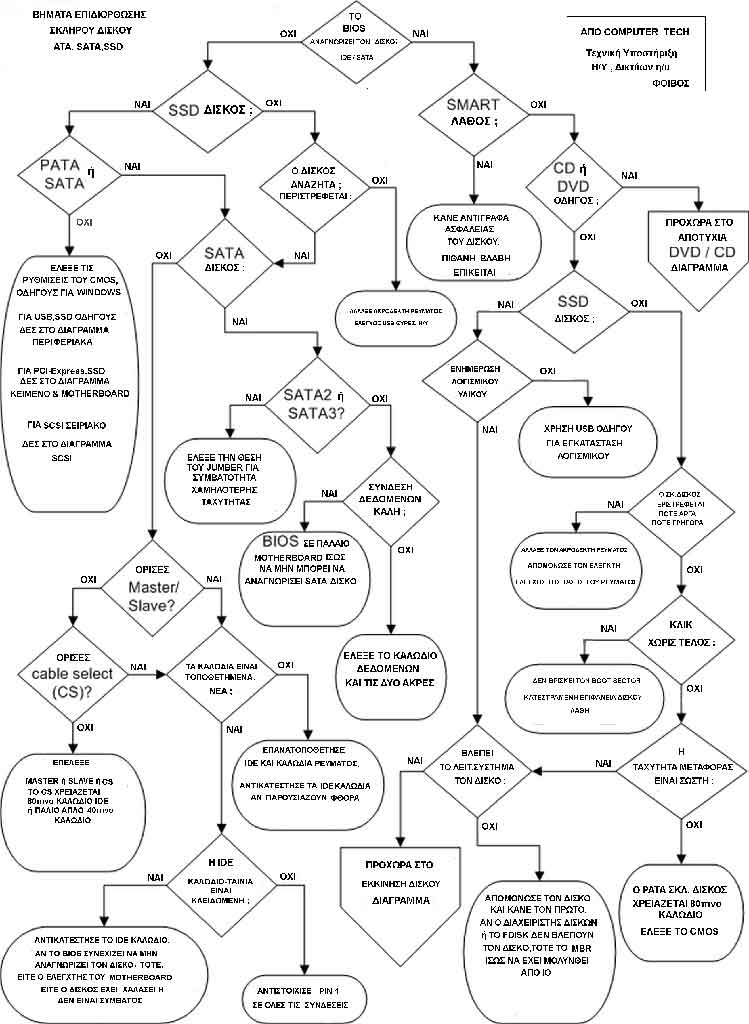 ΒΗΜΑΤΑ ΕΠΙΔΙΟΡΘΩΣΗΣ
ΣΚΛΗΡΟΥ ΔΙΣΚΟΥ
ΑΤΑ. SATA,SSD
ΤΟ
BIOS
ΑΝΑΓΝΩΡΙΖΕΙ ΤΟΝ ΔΙΣΚΟ;
IDE / SATA
ΟΧΙ
ΝΑΙ
ΑΠΟ COMPUTER TECH
Τεχνική Υποστήριξη
Η/Υ , Δικτύων η/υ
ΦΟΙΒΟΣ
SSD ΔΙΣΚΟΣ ;
ΝΑΙ
ΟΧΙ
SMART
ΛΑΘΟΣ ;
ΟΧΙ
ΝΑΙ
PATA ή
SATA
ΝΑΙ
ΟΧΙ
Ο ΔΙΣΚΟΣ
ΑΝΑΖΗΤΑ ;
ΠΕΡΙΣΤΡΕΦΕΤΑΙ ;
ΟΧΙ
ΝΑΙ
CD ή
DVD
ΟΔΗΓΟΣ ;
ΝΑΙ
ΟΧΙ
ΚΑΝΕ ΑΝΤΙΓΡΑΦΑ
ΑΣΦΑΛΕΙΑΣ
ΤΟΥ ΔΙΣΚΟΥ.
ΠΙΘΑΝΗ ΒΛΑΒΗ
ΕΠΙΚΕΙΤΑΙ
ΠΡΟΧΩΡΑ ΣΤΟ
ΑΠΟΤΥΧΙΑ
DVD / CD
ΔΙΑΓΡΑΜΜΑ
SATA
ΔΙΣΚΟΣ ;
ΟΧΙ
ΝΑΙ
ΕΛΕΞΕ ΤΙΣ
ΡΥΘΜΙΣΕΙΣ ΤΟΥ CMOS,
ΟΔΗΓΟΥΣ ΓΙΑ WINDOWS
ΓΙΑ USB,SSD ΟΔΗΓΟΥΣ
ΔΕΣ ΣΤΟ ΔΙΑΓΡΑΜΜΑ
ΠΕΡΙΦΕΡΙΑΚΑ
ΓΙΑ PCI-Express,SSD
ΔΕΣ ΣΤΟ ΔΙΑΓΡΑΜΜΑ
ΚΕΙΜΕΝΟ & MOTHERBOARD
ΓΙΑ SCSI ΣΕΙΡΙΑΚΟ
ΔΕΣ ΣΤΟ ΔΙΑΓΡΑΜΜΑ
SCSI
ΑΛΛΑΞΕ ΑΚΡΟΔΕΚΤΗ ΡΕΥΜΑΤΟΣ
USB
SSD
ΔΙΣΚΟΣ ;
ΟΧΙ
ΝΑΙ
SATA2 ή
SATA3?
ΝΑΙ
ΟΧΙ
ΕΝΗΜΕΡΩΣΗ
ΛΟΓΙΣΜΙΚΟΥ
ΥΛΙΚΟΥ
ΟΧΙ
ΝΑΙ
ΧΡΗΣΗ USB ΟΔΗΓΟΥ
ΓΙΑ ΕΓΚΑΤΑΣΤΑΣΗ
ΛΟΓΙΣΜΙΚΟΥ
ΕΛΕΞΕ ΤΗΝ ΘΕΣΗ
ΤΟΥ JUMBER ΓΙΑ
ΣΥΜΒΑΤΟΤΗΤΑ
ΧΑΜΗΛΟΤΕΡΗΣ
ΤΑΧΥΤΗΤΑΣ
ΣΥΝΔΕΣΗ
ΔΕΔΟΜΕΝΩΝ
ΚΑΛΗ ;
ΝΑΙ
ΟΧΙ
Ο ΣΚ.ΔΙΣΚΟΣ
ΠΕΡΙΣΤΡΕΦΕΤΑΙ
ΠΟΤΕ ΑΡΓΑ
ΠΟΤΕ ΓΡΗΓΟΡΑ
ΝΑΙ
ΟΧΙ
BIOS ΣΕ ΠΑΛΑΙΟ
MOTHERBOARD ΙΣΩΣ
ΝΑ ΜΗΝ ΜΠΟΡΕΙ ΝΑ
ΑΝΑΓΝΩΡΙΣΕΙ SATA ΔΙΣΚΟ
ΑΛΛΑΞΕ ΤΟΝ ΑΚΡΟΔΕΚΤΗ ΡΕΥΜΑΤΟΣ
ΑΠΟΜΟΝΩΣΕ ΤΟΝ ΕΛΕΓΚΤΗ
ΤΟΥ ΡΕΥΜΑΤΟΣ
ΟΡΙΣΕΣ
Master/
Slave?
ΟΧΙ
ΝΑΙ
ΚΛΙΚ
ΧΩΡΙΣ ΤΕΛΟΣ ;
ΝΑΙ
ΟΧΙ
ΟΡΙΣΕΣ
cable select
(CS)?
ΝΑΙ
ΟΧΙ
ΤΑ ΚΑΛΩΔΙΑ ΕΙΝΑΙ
ΤΟΠΟΘΕΤΗΜΕΝΑ.
ΝΕΑ ;
ΟΧΙ
ΝΑΙ
ΕΛΕΞΕ ΤΟ ΚΑΛΩΔΙΟ
ΔΕΔΟΜΕΝΩΝ
ΚΑΙ ΤΙΣ ΔΥΟ ΑΚΡΕΣ
ΔΕΝ ΒΡΙΣΚΕΙ ΤΟΝ BOOT SECTOR
ΚΑΤΕΣΤΡΑΜΕΝΗ ΕΠΙΦΑΝΕΙΑ ΔΙΣΚΟΥ
ΛΑΘΗ
ΕΠΕΛΕΞΕ
MASTER ή SLAVE ή CS
ΤΟ CS ΧΡΕΙΑΖΕΤΑΙ
80πινο ΚΑΛΩΔΙΟ IDE
ή ΠΑΛΙΟ ΑΠΛΟ 40πινο
ΚΑΛΩΔΙΟ
ΕΠΑΝΑΤΟΠΟΘΕΤΗΣΕ
IDE ΚΑΙ ΚΑΛΩΔΙΑ ΡΕΥΜΑΤΟΣ,
ΑΝΤΙΚΑΤΕΣΤΗΣΕ ΤΑ IDE ΚΑΛΩΔΙΑ
ΑΝ ΠΑΡΟΥΣΙΑΖΟΥΝ ΦΘΟΡΑ
ΒΛΕΠΕΙ
ΤΟ ΛΕΙΤ.ΣΥΣΤΗΜΑ
ΤΟΝ ΔΙΣΚΟ ;
ΝΑΙ
ΟΧΙ
Η
ΤΑΧΥΤΗΤΑ ΜΕΤΑΦΟΡΑΣ
ΕΙΝΑΙ ΣΩΣΤΗ ;
ΝΑΙ
ΟΧΙ
Η IDE
ΚΑΛΩΔΙΟ-ΤΑΙΝΙΑ
ΕΙΝΑΙ
ΚΛΕΙΔΩΜΕΝΗ ;
ΝΑΙ
ΟΧΙ
ΠΡΟΧΩΡΑ ΣΤΟ
ΕΚΚΙΝΗΣΗ ΔΙΣΚΟΥ
ΔΙΑΓΡΑΜΜΑ
ΑΠΟΜΟΝΩΣΕ ΤΟΝ ΔΙΣΚΟ
ΚΑΙ ΚΑΝΕ ΤΟΝ ΠΡΩΤΟ.
ΑΝ Ο ΔΙΑΧΕΙΡΙΣΤΗΣ ΔΙΣΚΩΝ
ή ΤΟ FDISK ΔΕΝ ΒΛΕΠΟΥΝ
ΤΟΝ ΔΙΣΚΟ,ΤΟΤΕ ΤΟ MBR
ΙΣΩΣ ΝΑ ΕΧΕΙ ΜΟΛΥΝΘΕΙ
ΑΠΟ ΙΟ
Ο PATA ΣΚΛ. ΔΙΣΚΟΣ
ΧΡΕΙΑΖΕΤΑΙ 80πινο
ΚΑΛΩΔΙΟ
ΕΛΕΞΕ ΤΟ CMOS
ΑΝΤΙΚΑΤΕΣΤΗΣΕ ΤΟ IDE ΚΑΛΩΔΙΟ.
ΑΝ ΤΟ BIOS ΣΥΝΕΧΙΖΕΙ ΝΑ ΜΗΝ
ΑΝΑΓΝΩΡΙΖΕΙ ΤΟΝ ΔΙΣΚΟ- ΤΟΤΕ.
ΕΙΤΕ Ο ΕΛΕΓΧΤΗΣ ΤΟΥ MOTHERBOARD
ΕΙΤΕ Ο ΔΙΣΚΟΣ ΕΧΕΙ ΧΑΛΑΣΕΙ Η
ΔΕΝ ΕΙΝΑΙ ΣΥΜΒΑΤΟΣ
ΑΝΤΙΣΤΟΙΧΙΣΕ PIN 1
ΣΕ ΟΛΕΣ ΤΙΣ ΣΥΝΔΕΣΕΙΣ